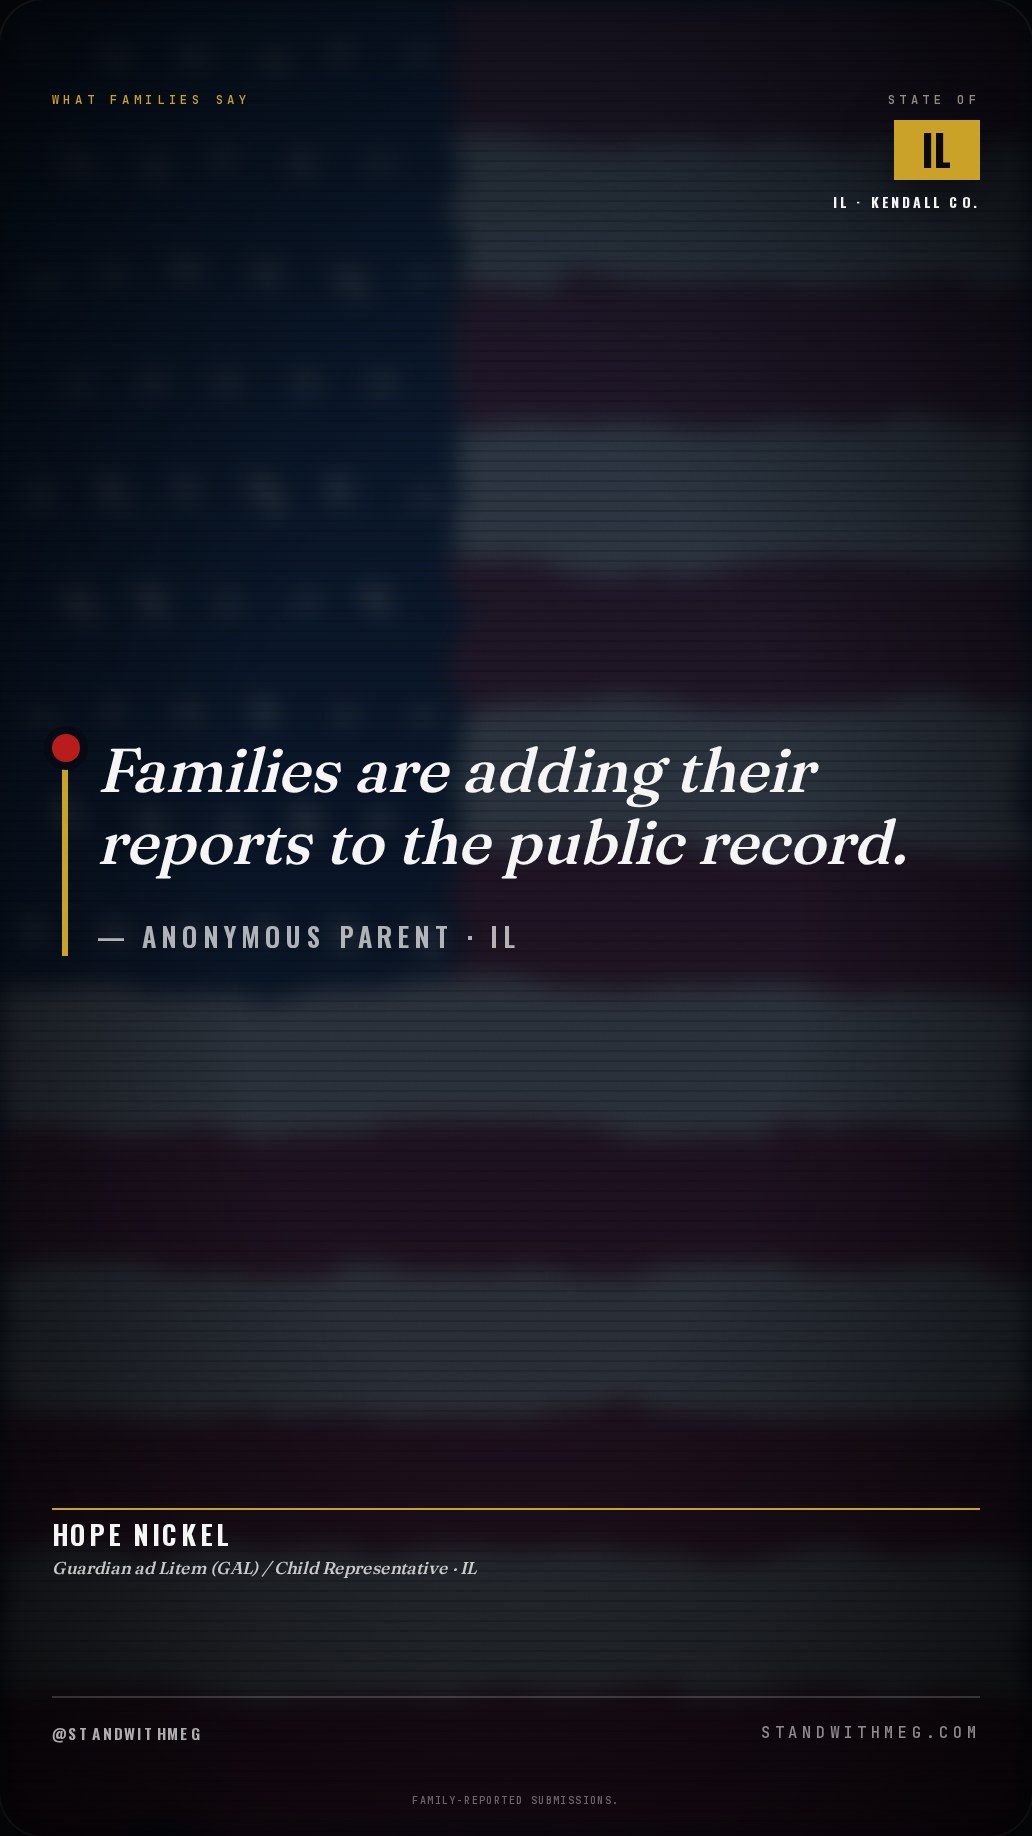 WHAT FAMILIES SAY
STATE OF
IL
IL · KENDALL CO.
Families are adding their
reports to the public record.
— ANONYMOUS PARENT · IL
HOPE NICKEL
Guardian ad Litem (GAL) / Child Representative · IL
@STANDWITHMEG
STANDWITHMEG.COM
FAMILY-REPORTED SUBMISSIONS.